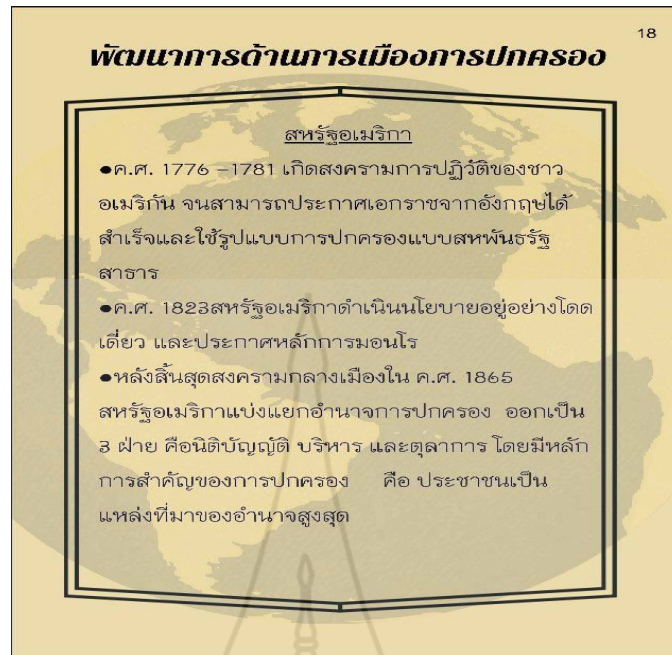 18
พัฒนาการด้านการเมืองการปกครอง
สหรัฐอเมริกา
●ค.ศ. 1776 –1781 เกิดสงครามการปฏิวัติของชาว
อเมริกัน จนสามารถประกาศเอกราชจากอังกฤษได้
สำเร็จและใช้รูปแบบการปกครองแบบสหพันธรัฐ
สาธาร
●ค.ศ. 1823สหรัฐอเมริกาดำเนินนโยบายอยู่อย่างโดด
เดี่ยว และประกาศหลักการมอนโร
●หลังสิ้นสุดสงครามกลางเมืองใน ค.ศ. 1865
สหรัฐอเมริกาแบ่งแยกอำนาจการปกครอง ออกเป็น
3 ฝ่าย คือนิติบัญญัติ บริหาร และตุลาการ โดยมีหลัก
การสำคัญของการปกครอง คือ ประชาชนเป็น
แหล่งที่มาของอำนาจสูงสุด